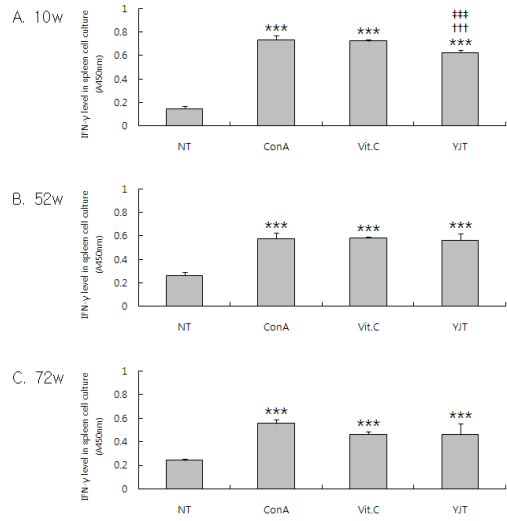 A. 10w
IFN-γ level in spleen cell culture
(A450nm)
1
0.8
0.6
0.4
0.2
0
***
***
‡‡‡
†††
***
NT ConA Vit.C YJT
B. 52w
IFN-γ level in spleen cell culture
(A450nm)
1
0.8
0.6
0.4
0.2
0
***
***
***
NT ConA Vit.C YJT
C. 72w
IFN-γ level in spleen cell culture
(A450nm)
1
0.8
0.6
0.4
0.2
0
***
***
***
NT ConA Vit.C YJT